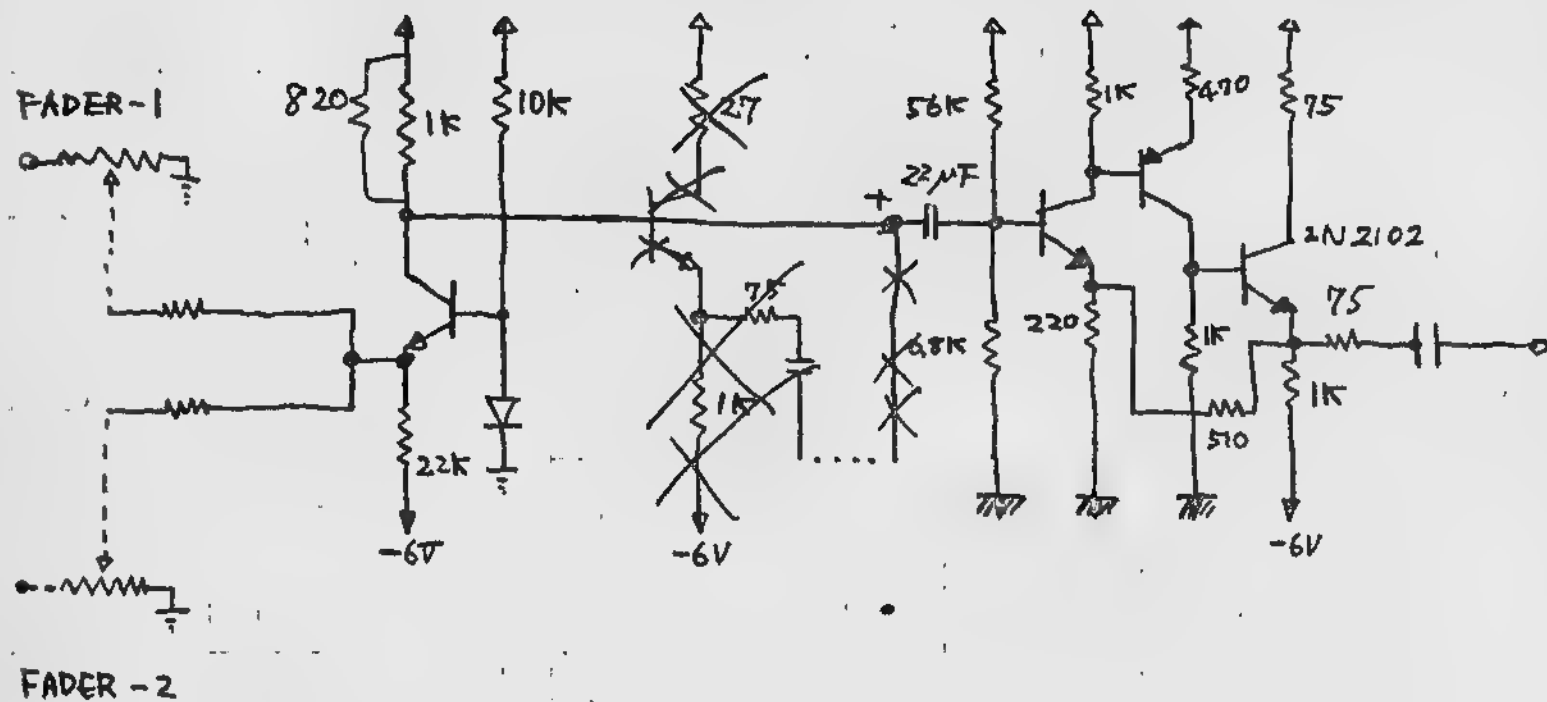 FADER-1
820
1K
10K
27
56K
1K
470
75
22μF
+
2N2102
75
75
1K
6.8K
220
1K
510
1K
22K
-6V
-6V
-6V
FADER-2